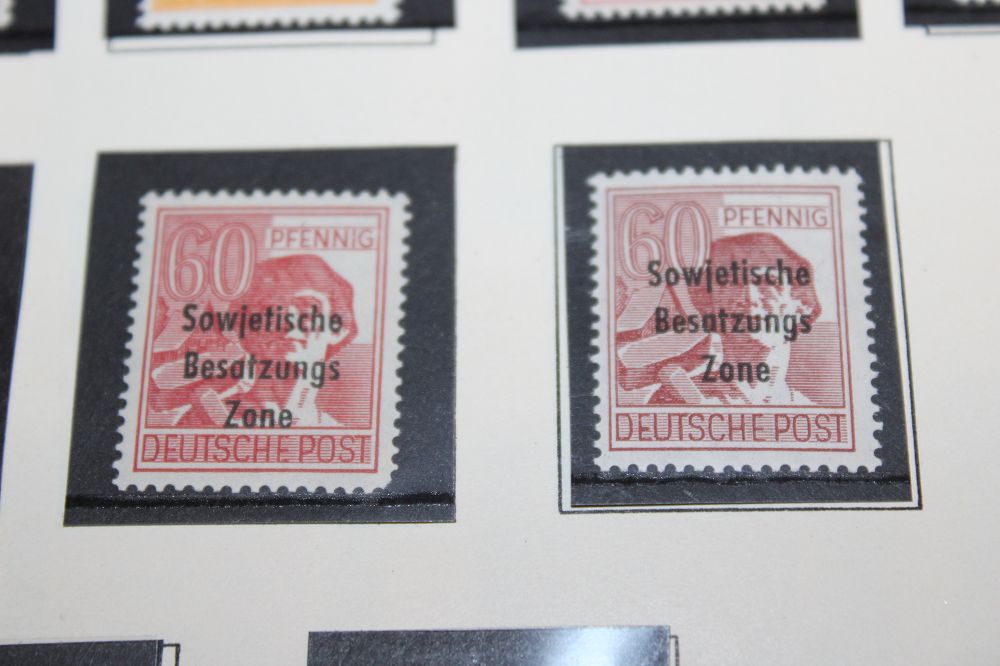 60 PFENNIG
Sowjetische
Besatzungs
Zone
DEUTSCHE POST
60 PFENNIG
Sowjetische
Besatzungs
Zone
DEUTSCHE POST